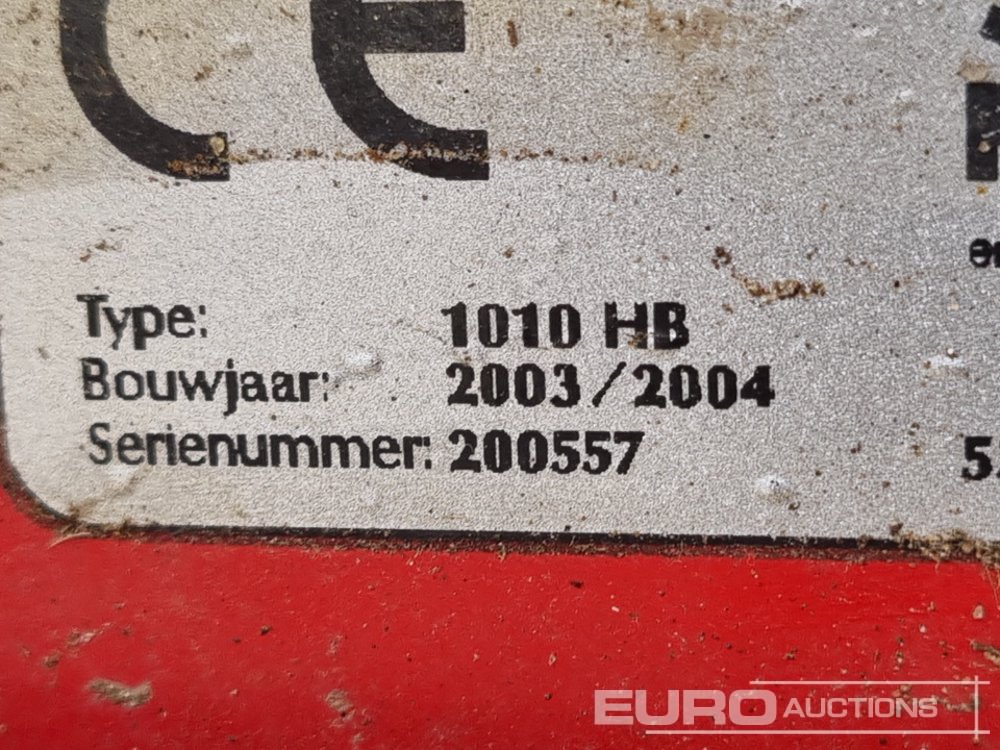 CE
Type: 1010 HB
Bouwjaar: 2003/2004
Serienummer: 200557
EURO AUCTIONS